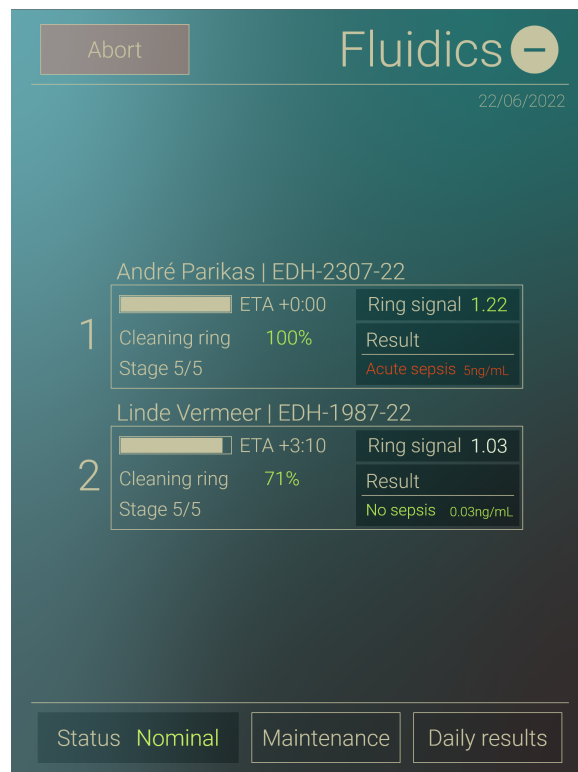 Abort
Fluidics
22/06/2022
André Parikas | EDH-2307-22
1
ETA +0:00
Ring signal 1.22
Cleaning ring 100%
Result
Stage 5/5
Acute sepsis 5ng/mL
Linde Vermeer | EDH-1987-22
2
ETA +3:10
Ring signal 1.03
Cleaning ring 71%
Result
Stage 5/5
No sepsis 0.03ng/mL
Status Nominal
Maintenance
Daily results